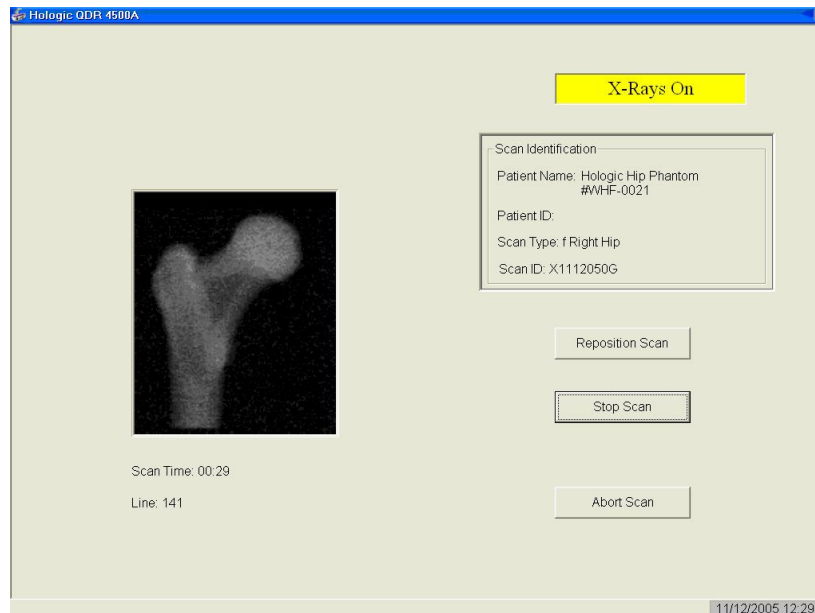 Hologic QDR 4500A
X-Rays On
Scan Identification
Patient Name: Hologic Hip Phantom
#WHF-0021
Patient ID:
Scan Type: f Right Hip
Scan ID: X1112050G
Reposition Scan
Stop Scan
Scan Time: 00:29
Line: 141
Abort Scan
11/12/2005 12:29